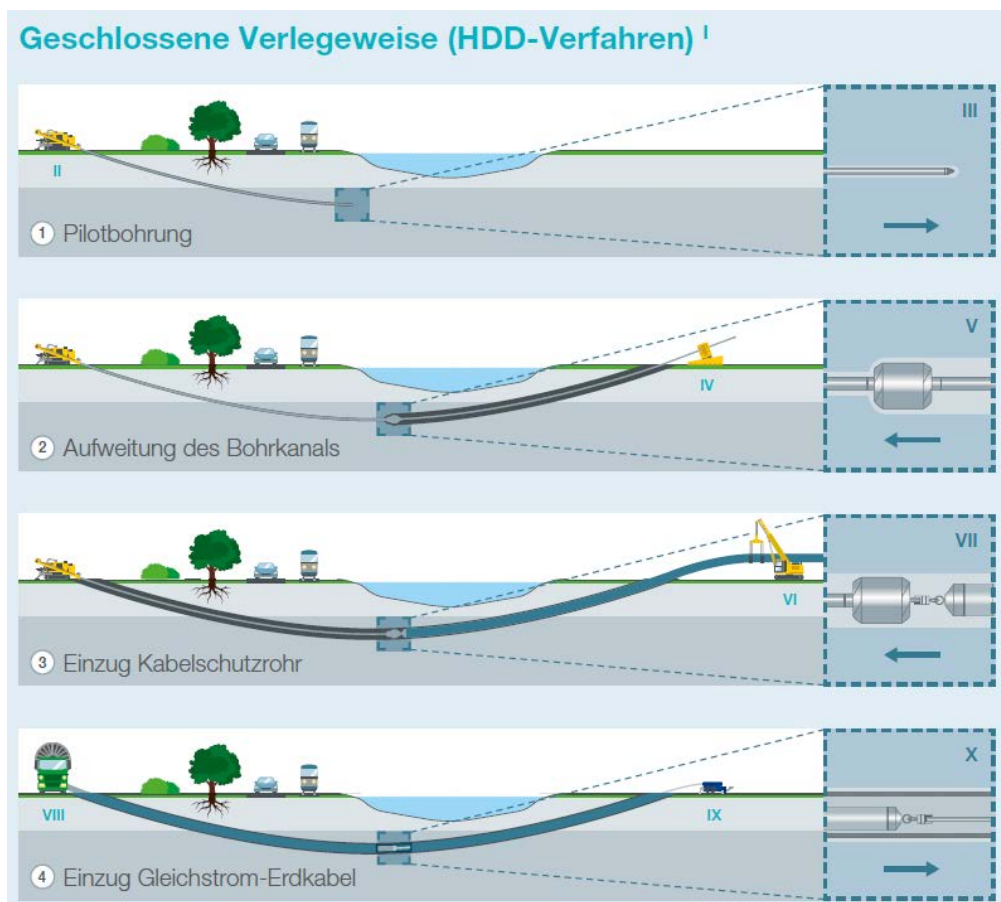 Geschlossene Verlegeweise (HDD-Verfahren) I
III
II
1 Pilotbohrung
V
IV
2 Aufweitung des Bohrkanals
VII
VI
3 Einzug Kabelschutzrohr
X
VIII
IX
4 Einzug Gleichstrom-Erdkabel